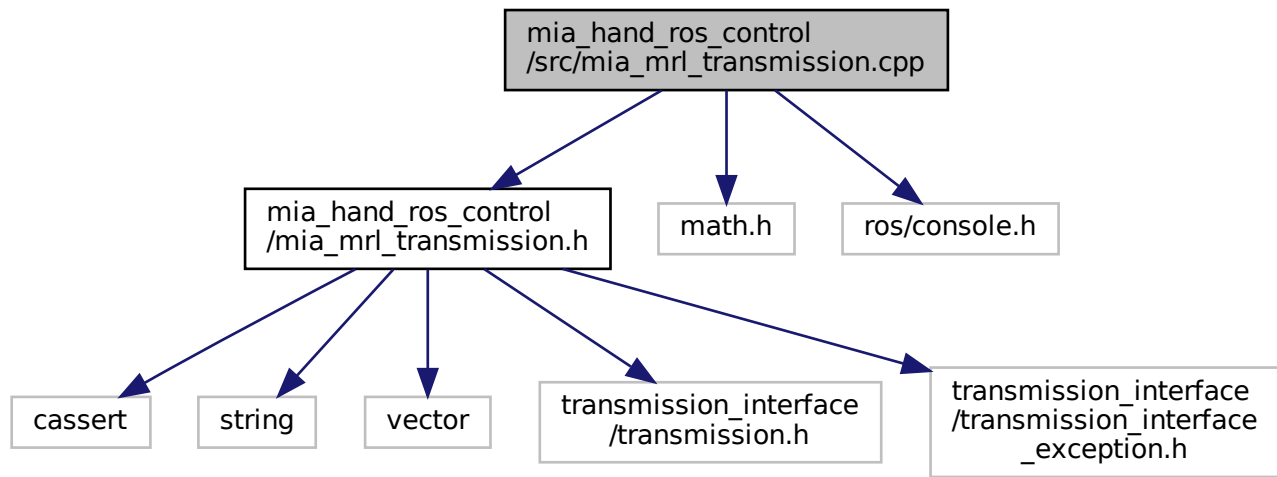 mia_hand_ros_control
/src/mia_mrl_transmission.cpp
mia_hand_ros_control
/mia_mrl_transmission.h
math.h
ros/console.h
cassert
string
vector
transmission_interface
/transmission.h
transmission_interface
/transmission_interface
_exception.h